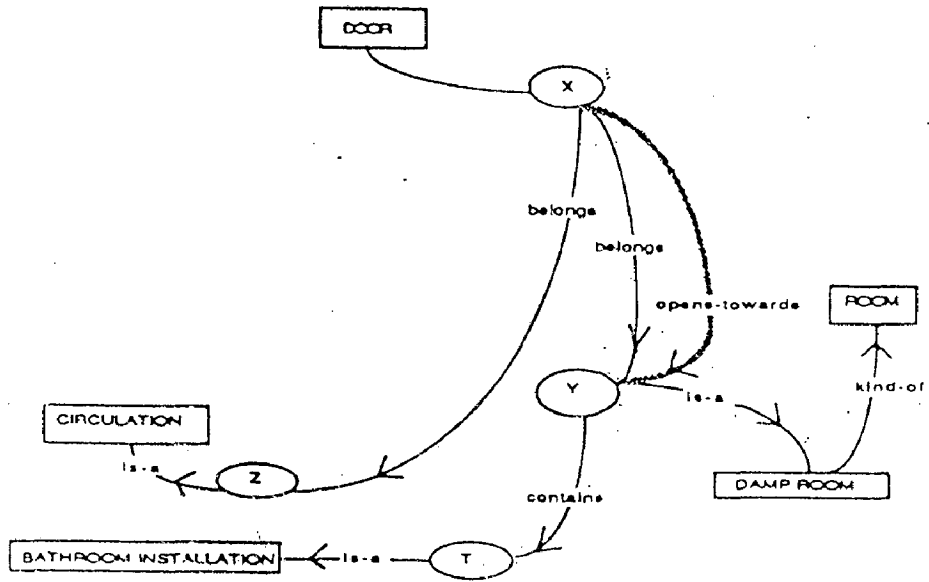 DOOR
X
belongs
belongs
opens-towards
ROOM
Y
is-a
kind-of
CIRCULATION
is-a
Z
DAMP ROOM
contains
BATHROOM INSTALLATION
is-a
T